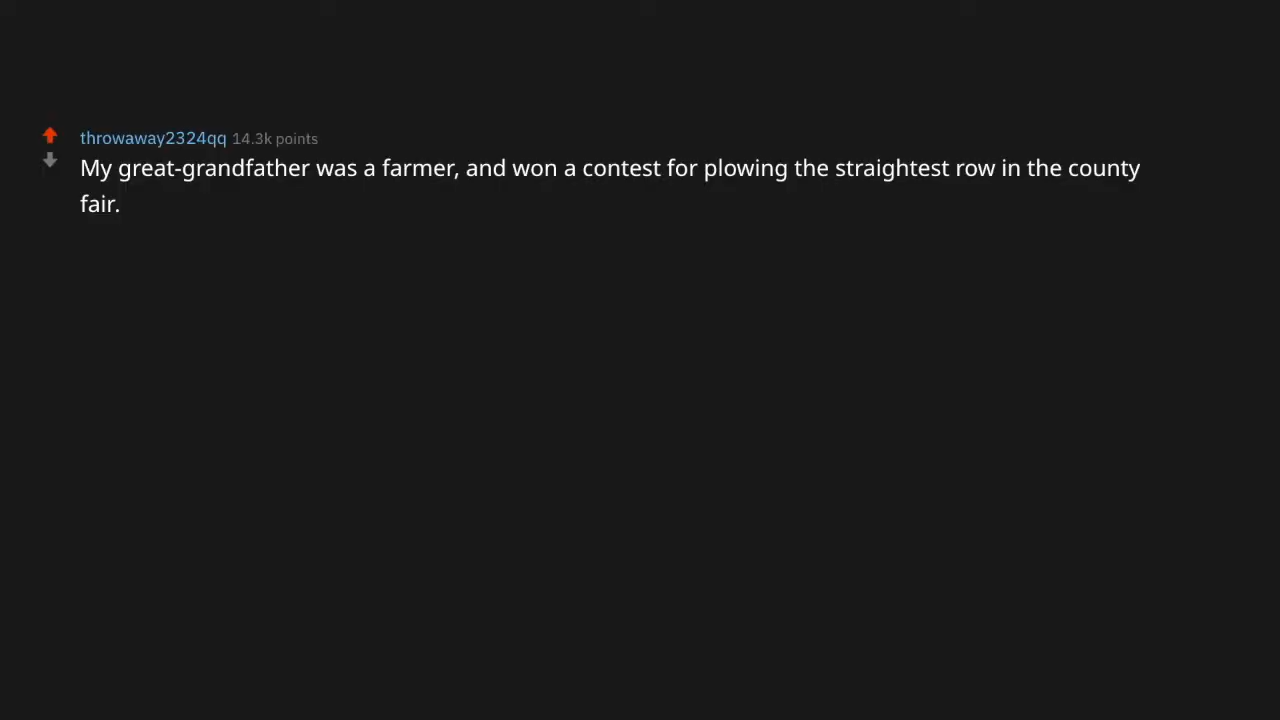 throwaway2324qq 14.3k points
My great-grandfather was a farmer, and won a contest for plowing the straightest row in the county
fair.